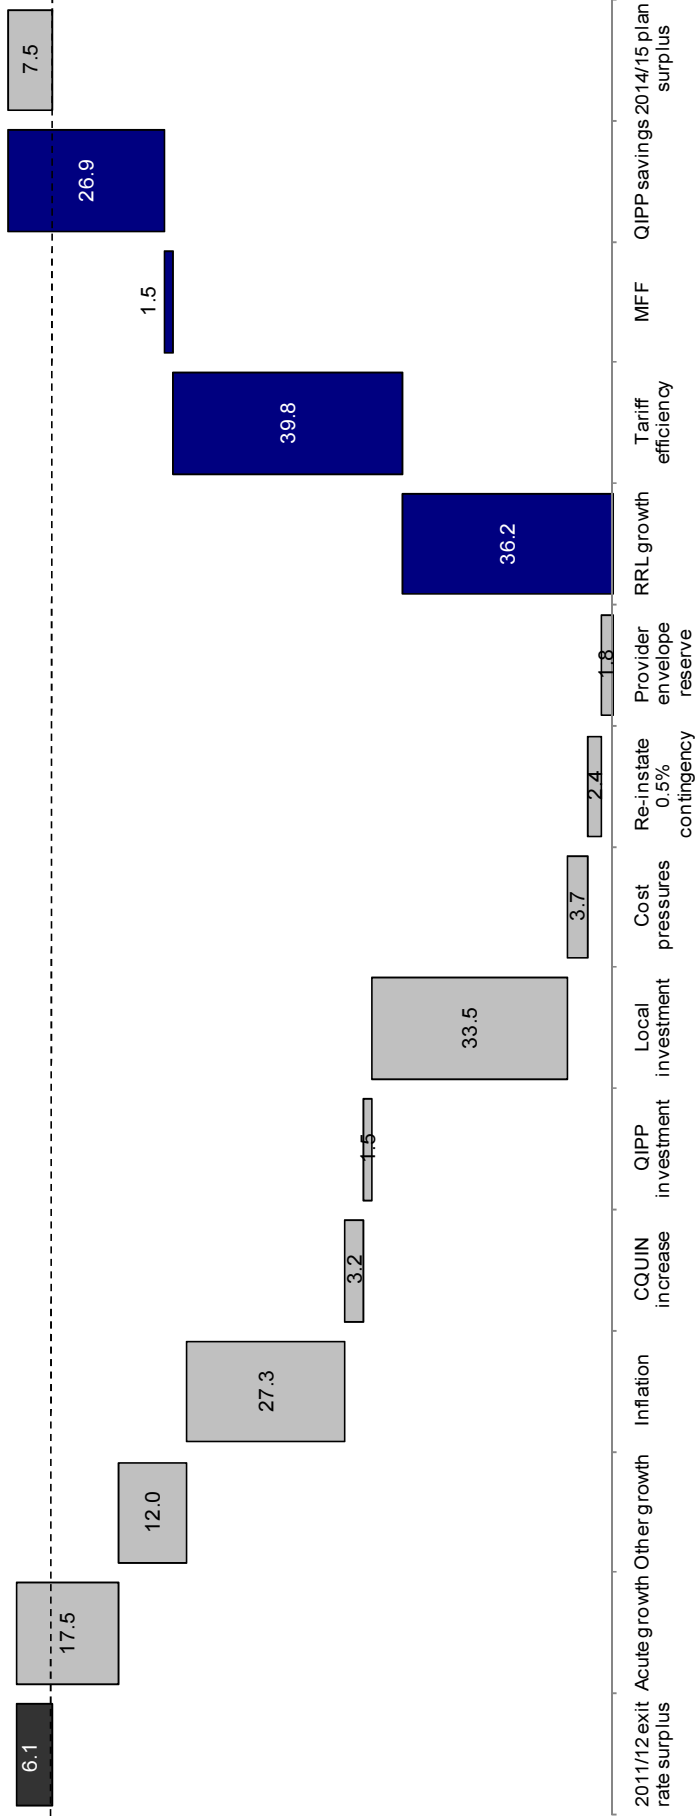 6.1
17.5
12.0
27.3
3.2
1.5
33.5
3.7
2.4
1.8
36.2
39.8
1.5
26.9
7.5
2011/12 exit
rate surplus
Acute growth
Other growth
Inflation
CQUIN
increase
QIPP
investment
Local
investment
Cost
pressures
Re-instate
0.5%
contingency
Provider
envelope
reserve
RRL growth
Tariff
efficiency
MFF
QIPP savings
2014/15 plan
surplus